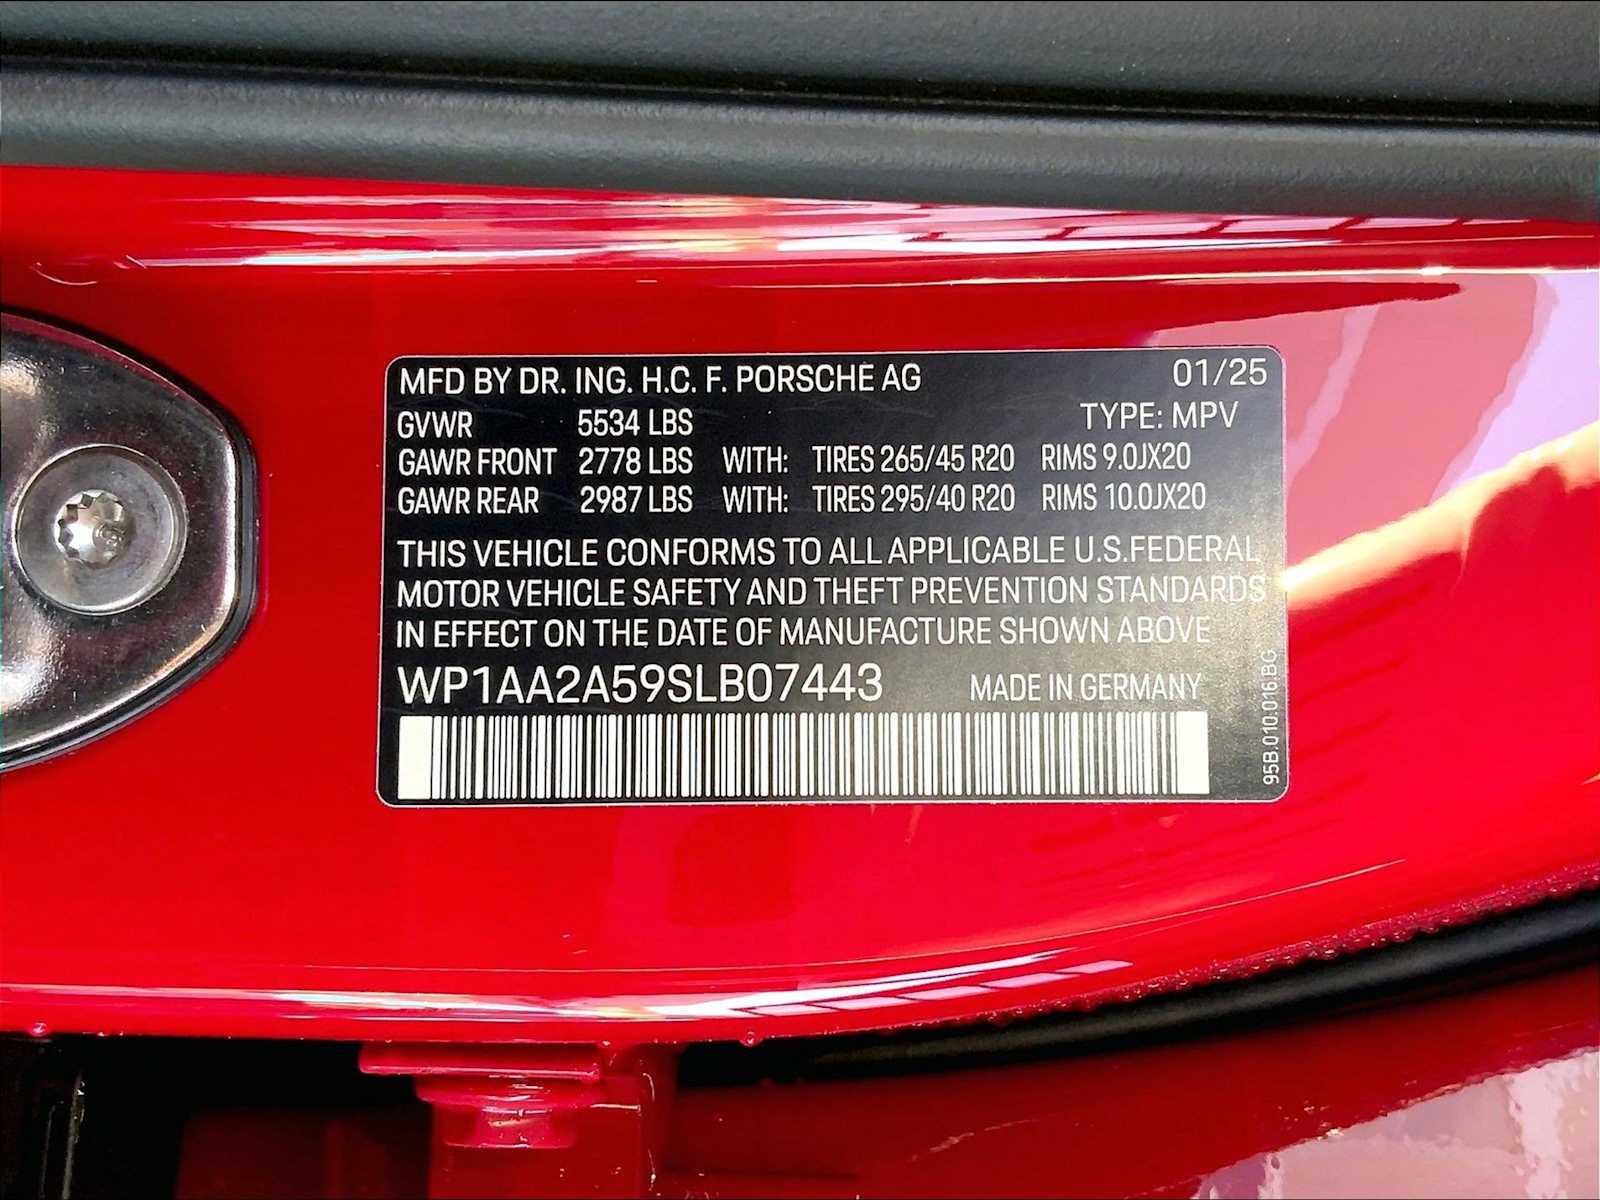 MFD BY DR. ING. H.C. F. PORSCHE AG 01/25
GVWR 5534 LBS TYPE: MPV
GAWR FRONT 2778 LBS WITH: TIRES 265/45 R20 RIMS 9.0JX20
GAWR REAR 2987 LBS WITH: TIRES 295/40 R20 RIMS 10.0JX20
THIS VEHICLE CONFORMS TO ALL APPLICABLE U.S.FEDERAL
MOTOR VEHICLE SAFETY AND THEFT PREVENTION STANDARDS
IN EFFECT ON THE DATE OF MANUFACTURE SHOWN ABOVE
WP1AA2A59SLB07443 MADE IN GERMANY
95B.010.016.BG